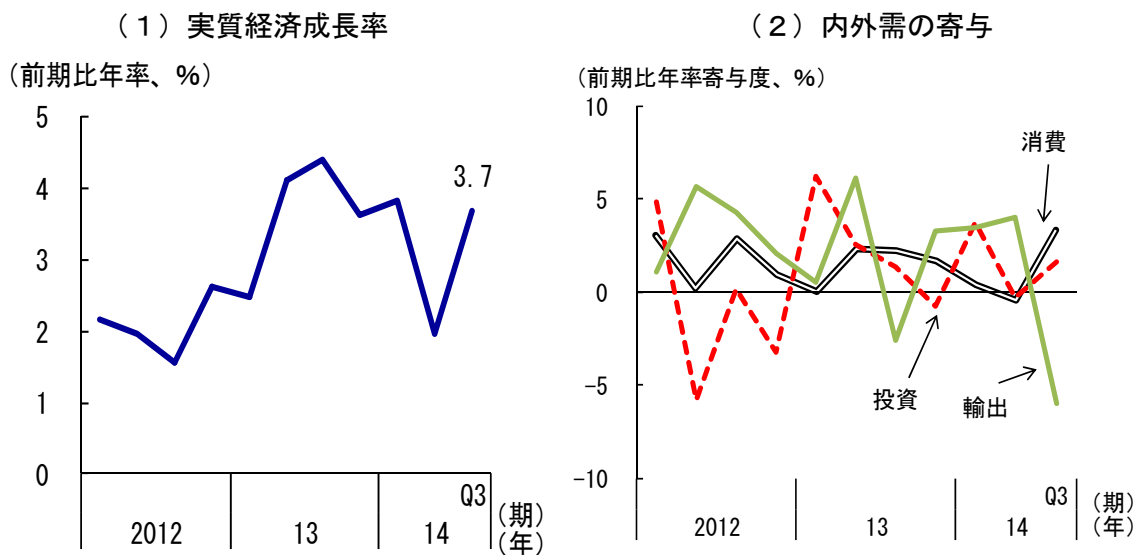 （１）実質経済成長率
（前期比年率、%）
5
4
3
2
1
0
3.7
Q3
2012
13
14
(期)
(年)
（２）内外需の寄与
（前期比年率寄与度、%）
10
5
0
-5
-10
消費
投資
輸出
Q3
2012
13
14
(期)
(年)